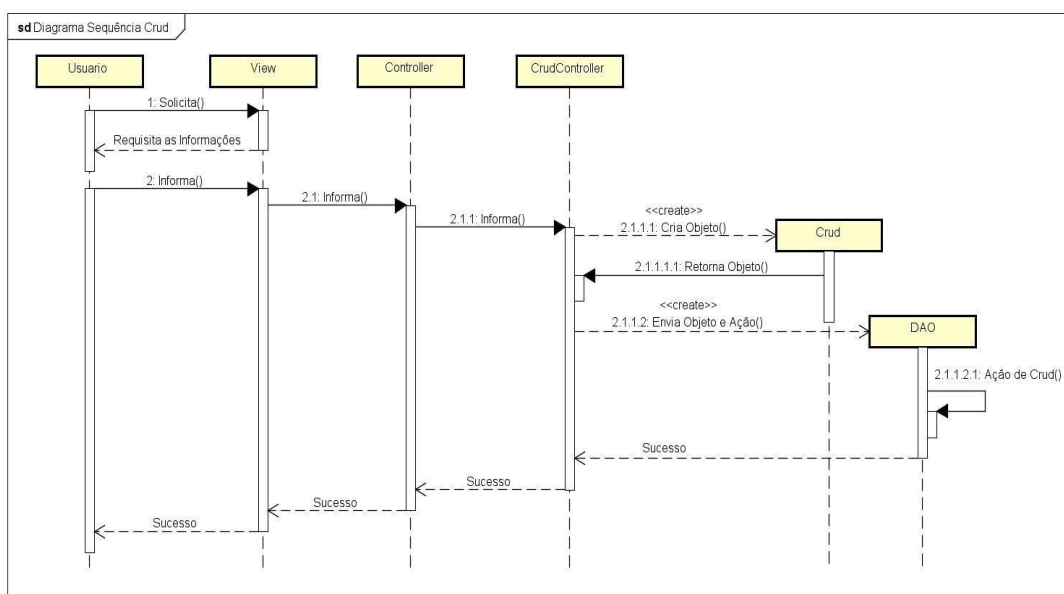 sd Diagrama Sequência Crud
Usuario
View
Controller
CrudController
1: Solicita()
Requisita as Informações
2: Informa()
2.1: Informa()
2.1.1: Informa()
<<create>>
2.1.1.1: Cria Objeto()
Crud
2.1.1.1.1: Retorna Objeto()
<<create>>
2.1.1.2: Envia Objeto e Ação()
DAO
2.1.1.2.1: Ação de Crud()
Sucesso
Sucesso
Sucesso
Sucesso